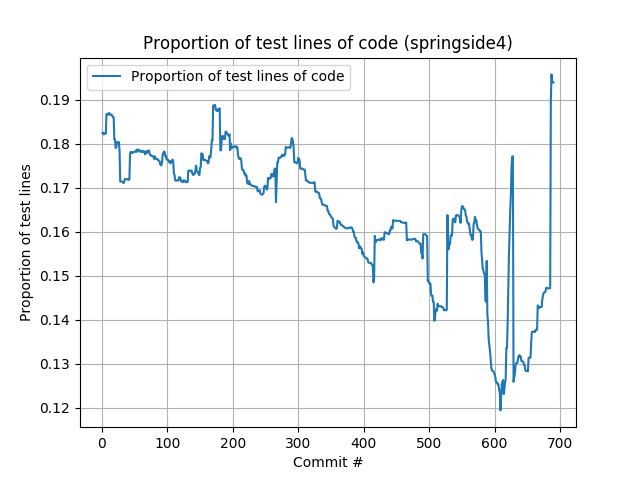 Proportion of test lines of code (springside4)
Proportion of test lines of code
0.19
0.18
0.17
0.16
0.15
0.14
0.13
0.12
Proportion of test lines
0 100 200 300 400 500 600 700
Commit #